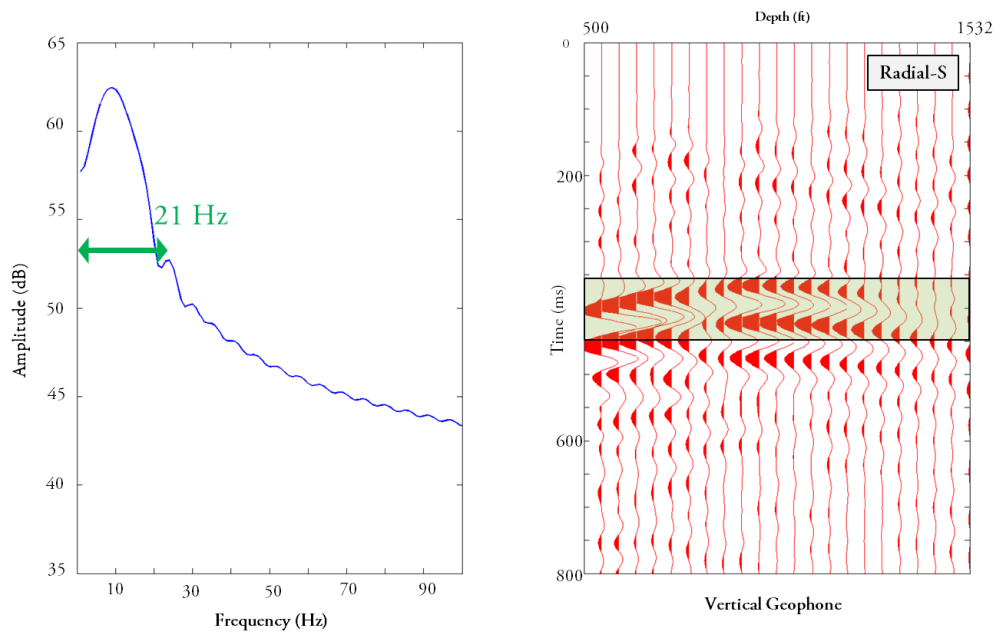 65
60
55
50
45
40
35
Amplitude (dB)
21 Hz
10
30
50
70
90
Frequency (Hz)
Depth (ft)
500
1532
Radial-S
0
200
600
800
Time (ms)
Vertical Geophone